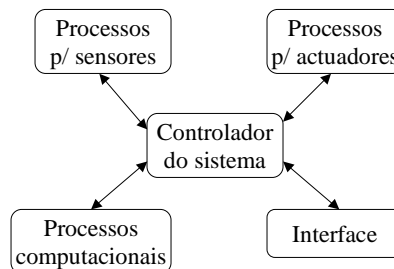 Processos
p/ sensores
Processos
p/ actuadores
Controlador
do sistema
Processos
computacionais
Interface